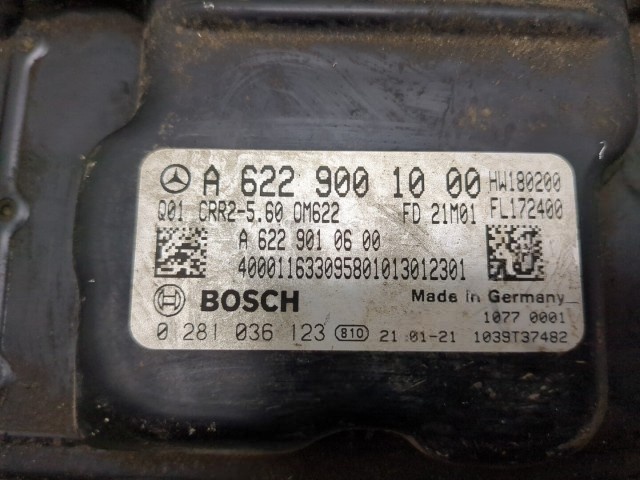 A 622 900 10 00 HW180200
Q01 CRR2-5.60 OM622 FD 21M01 FL172400
A 622 901 06 00
400011633095801013012301
BOSCH Made in Germany
1077 0001
0 281 036 123 810 21-01-21 1039T37482